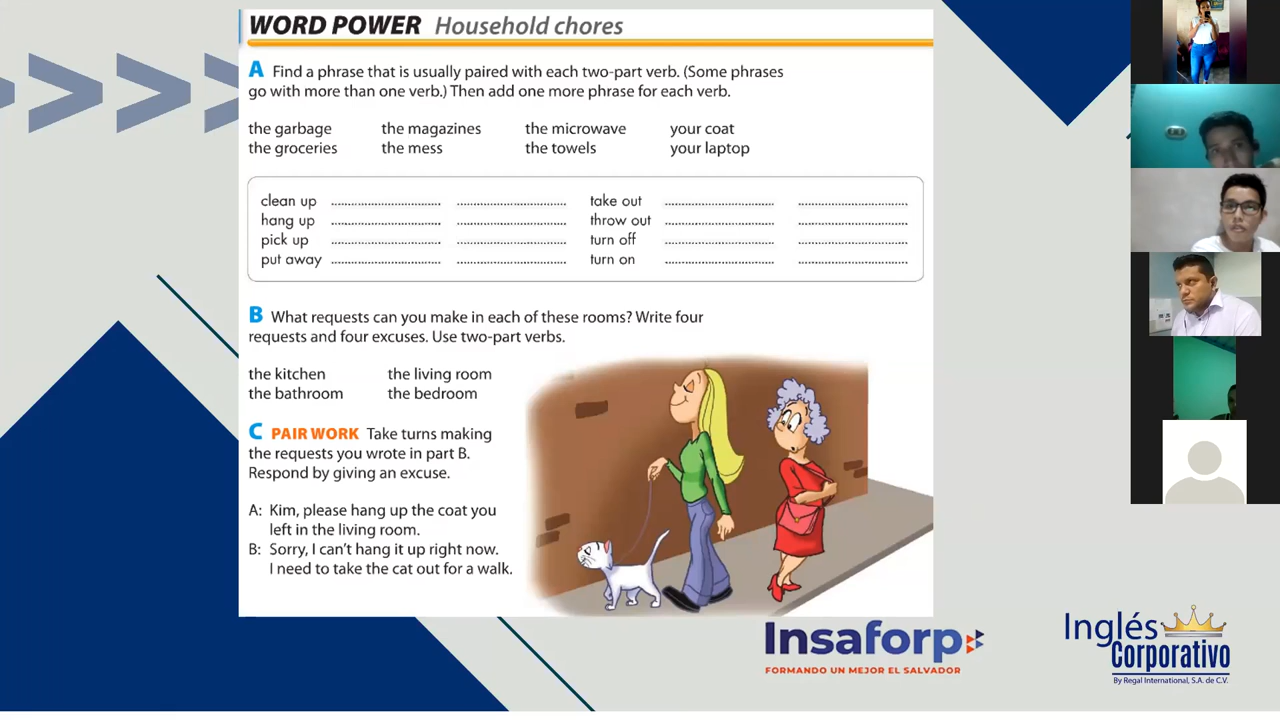 WORD POWER Household chores
A Find a phrase that is usually paired with each two-part verb. (Some phrases
go with more than one verb.) Then add one more phrase for each verb.
the garbage the magazines the microwave your coat
the groceries the mess the towels your laptop
clean up .............................. .............................. take out .............................. ..............................
hang up .............................. .............................. throw out .............................. ..............................
pick up .............................. .............................. turn off .............................. ..............................
put away .............................. .............................. turn on .............................. ..............................
B What requests can you make in each of these rooms? Write four
requests and four excuses. Use two-part verbs.
the kitchen the living room
the bathroom the bedroom
C PAIR WORK Take turns making
the requests you wrote in part B.
Respond by giving an excuse.
A: Kim, please hang up the coat you
left in the living room.
B: Sorry, I can't hang it up right now.
I need to take the cat out for a walk.
Insaforp
FORMANDO UN MEJOR EL SALVADOR
Inglés
Corporativo
By Regal International, S.A. de C.V.